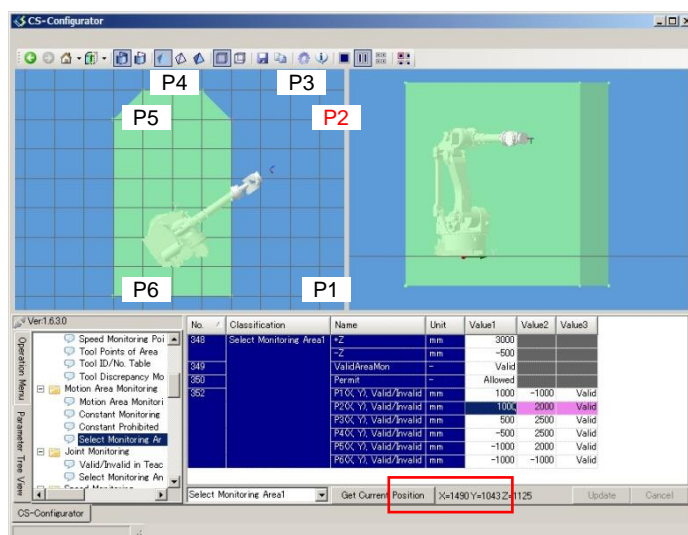 CS-Configurator
P4
P3
P5
P2
P6
P1
Ver.1.6.3.0
Operation Menu
Parameter Tree View
Speed Monitoring Poi
Tool Points of Area
Tool ID/No. Table
Tool Discrepancy Mo
Motion Area Monitoring
Motion Area Monitori
Constant Monitoring
Constant Prohibited
Select Monitoring Ar
Joint Monitoring
Valid/Invalid in Teac
Select Monitoring An
No. Classification Name Unit Value1 Value2 Value3
348 Select Monitoring Area1 +Z mm 3000
-Z mm -500
349 ValidAreaMon - Valid
350 Permit - Allowed
352 P1(X, Y), Valid/Invalid mm 1000 -1000 Valid
P2(X, Y), Valid/Invalid mm 1000 2000 Valid
P3(X, Y), Valid/Invalid mm 500 2500 Valid
P4(X, Y), Valid/Invalid mm -500 2500 Valid
P5(X, Y), Valid/Invalid mm -1000 2000 Valid
P6(X, Y), Valid/Invalid mm -1000 -1000 Valid
Select Monitoring Area1 Get Current Position X=1490 Y=1043 Z=1125 Update Cancel
CS-Configurator